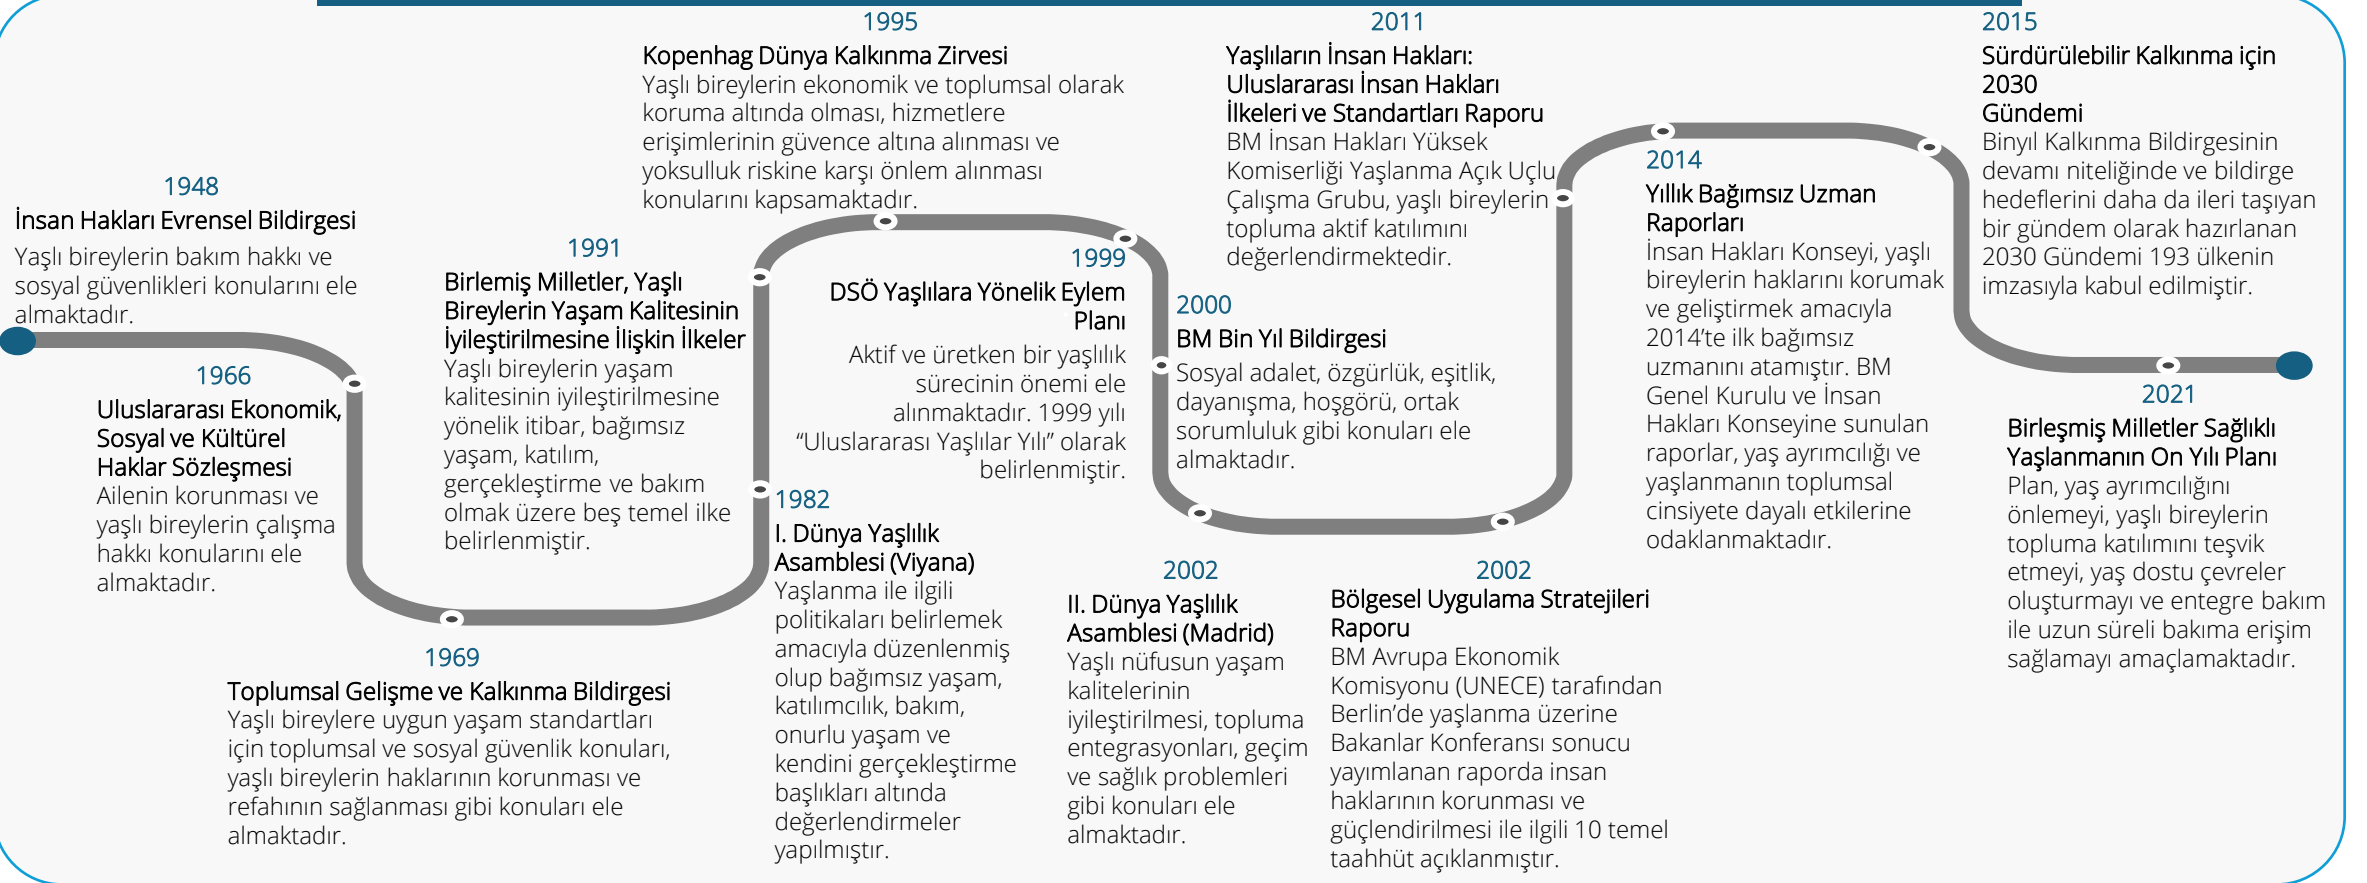 1948
İnsan Hakları Evrensel Bildirgesi
Yaşlı bireylerin bakım hakkı ve
sosyal güvenlikleri konularını ele
almaktadır.
1966
Uluslararası Ekonomik,
Sosyal ve Kültürel
Haklar Sözleşmesi
Ailenin korunması ve
yaşlı bireylerin çalışma
hakkı konularını ele
almaktadır.
1969
Toplumsal Gelişme ve Kalkınma Bildirgesi
Yaşlı bireylere uygun yaşam standartları
için toplumsal ve sosyal güvenlik konuları,
yaşlı bireylerin haklarının korunması ve
refahının sağlanması gibi konuları ele
almaktadır.
1982
I. Dünya Yaşlılık
Asamblesi (Viyana)
Yaşlanma ile ilgili
politikaları belirlemek
amacıyla düzenlenmiş
olup bağımsız yaşam,
katılımcılık, bakım,
onurlu yaşam ve
kendini gerçekleştirme
başlıkları altında
değerlendirmeler
yapılmıştır.
1991
Birlemiş Milletler, Yaşlı
Bireylerin Yaşam Kalitesinin
İyileştirilmesine İlişkin İlkeler
Yaşlı bireylerin yaşam
kalitesinin iyileştirilmesine
yönelik itibar, bağımsız
yaşam, katılım,
gerçekleştirme ve bakım
olmak üzere beş temel ilke
belirlenmiştir.
1995
Kopenhag Dünya Kalkınma Zirvesi
Yaşlı bireylerin ekonomik ve toplumsal olarak
koruma altında olması, hizmetlere
erişimlerinin güvence altına alınması ve
yoksulluk riskine karşı önlem alınması
konularını kapsamaktadır.
1999
DSÖ Yaşlılara Yönelik Eylem
Planı
Aktif ve üretken bir yaşlılık
sürecinin önemi ele
alınmaktadır. 1999 yılı
“Uluslararası Yaşlılar Yılı” olarak
belirlenmiştir.
2000
BM Bin Yıl Bildirgesi
Sosyal adalet, özgürlük, eşitlik,
dayanışma, hoşgörü, ortak
sorumluluk gibi konuları ele
almaktadır.
2002
II. Dünya Yaşlılık
Asamblesi (Madrid)
Yaşlı nüfusun yaşam
kalitelerinin
iyileştirilmesi, topluma
entegrasyonları, geçim
ve sağlık problemleri
gibi konuları ele
almaktadır.
2002
Bölgesel Uygulama Stratejileri
Raporu
BM Avrupa Ekonomik
Komisyonu (UNECE) tarafından
Berlin’de yaşlanma üzerine
Bakanlar Konferansı sonucu
yayımlanan raporda insan
haklarının korunması ve
güçlendirilmesi ile ilgili 10 temel
taahhüt açıklanmıştır.
2011
Yaşlıların İnsan Hakları:
Uluslararası İnsan Hakları
İlkeleri ve Standartları Raporu
BM İnsan Hakları Yüksek
Komiserliği Yaşlanma Açık Uçlu
Çalışma Grubu, yaşlı bireylerin
topluma aktif katılımını
değerlendirmektedir.
2014
Yıllık Bağımsız Uzman
Raporları
İnsan Hakları Konseyi, yaşlı
bireylerin haklarını korumak
ve geliştirmek amacıyla
2014’te ilk bağımsız
uzmanını atamıştır. BM
Genel Kurulu ve İnsan
Hakları Konseyine sunulan
raporlar, yaş ayrımcılığı ve
yaşlanmanın toplumsal
cinsiyete dayalı etkilerine
odaklanmaktadır.
2015
Sürdürülebilir Kalkınma için
2030
Gündemi
Binyıl Kalkınma Bildirgesinin
devamı niteliğinde ve bildirge
hedeflerini daha da ileri taşıyan
bir gündem olarak hazırlanan
2030 Gündemi 193 ülkenin
imzasıyla kabul edilmiştir.
2021
Birleşmiş Milletler Sağlıklı
Yaşlanmanın On Yılı Planı
Plan, yaş ayrımcılığını
önlemeyi, yaşlı bireylerin
topluma katılımını teşvik
etmeyi, yaş dostu çevreler
oluşturmayı ve entegre bakım
ile uzun süreli bakıma erişim
sağlamayı amaçlamaktadır.